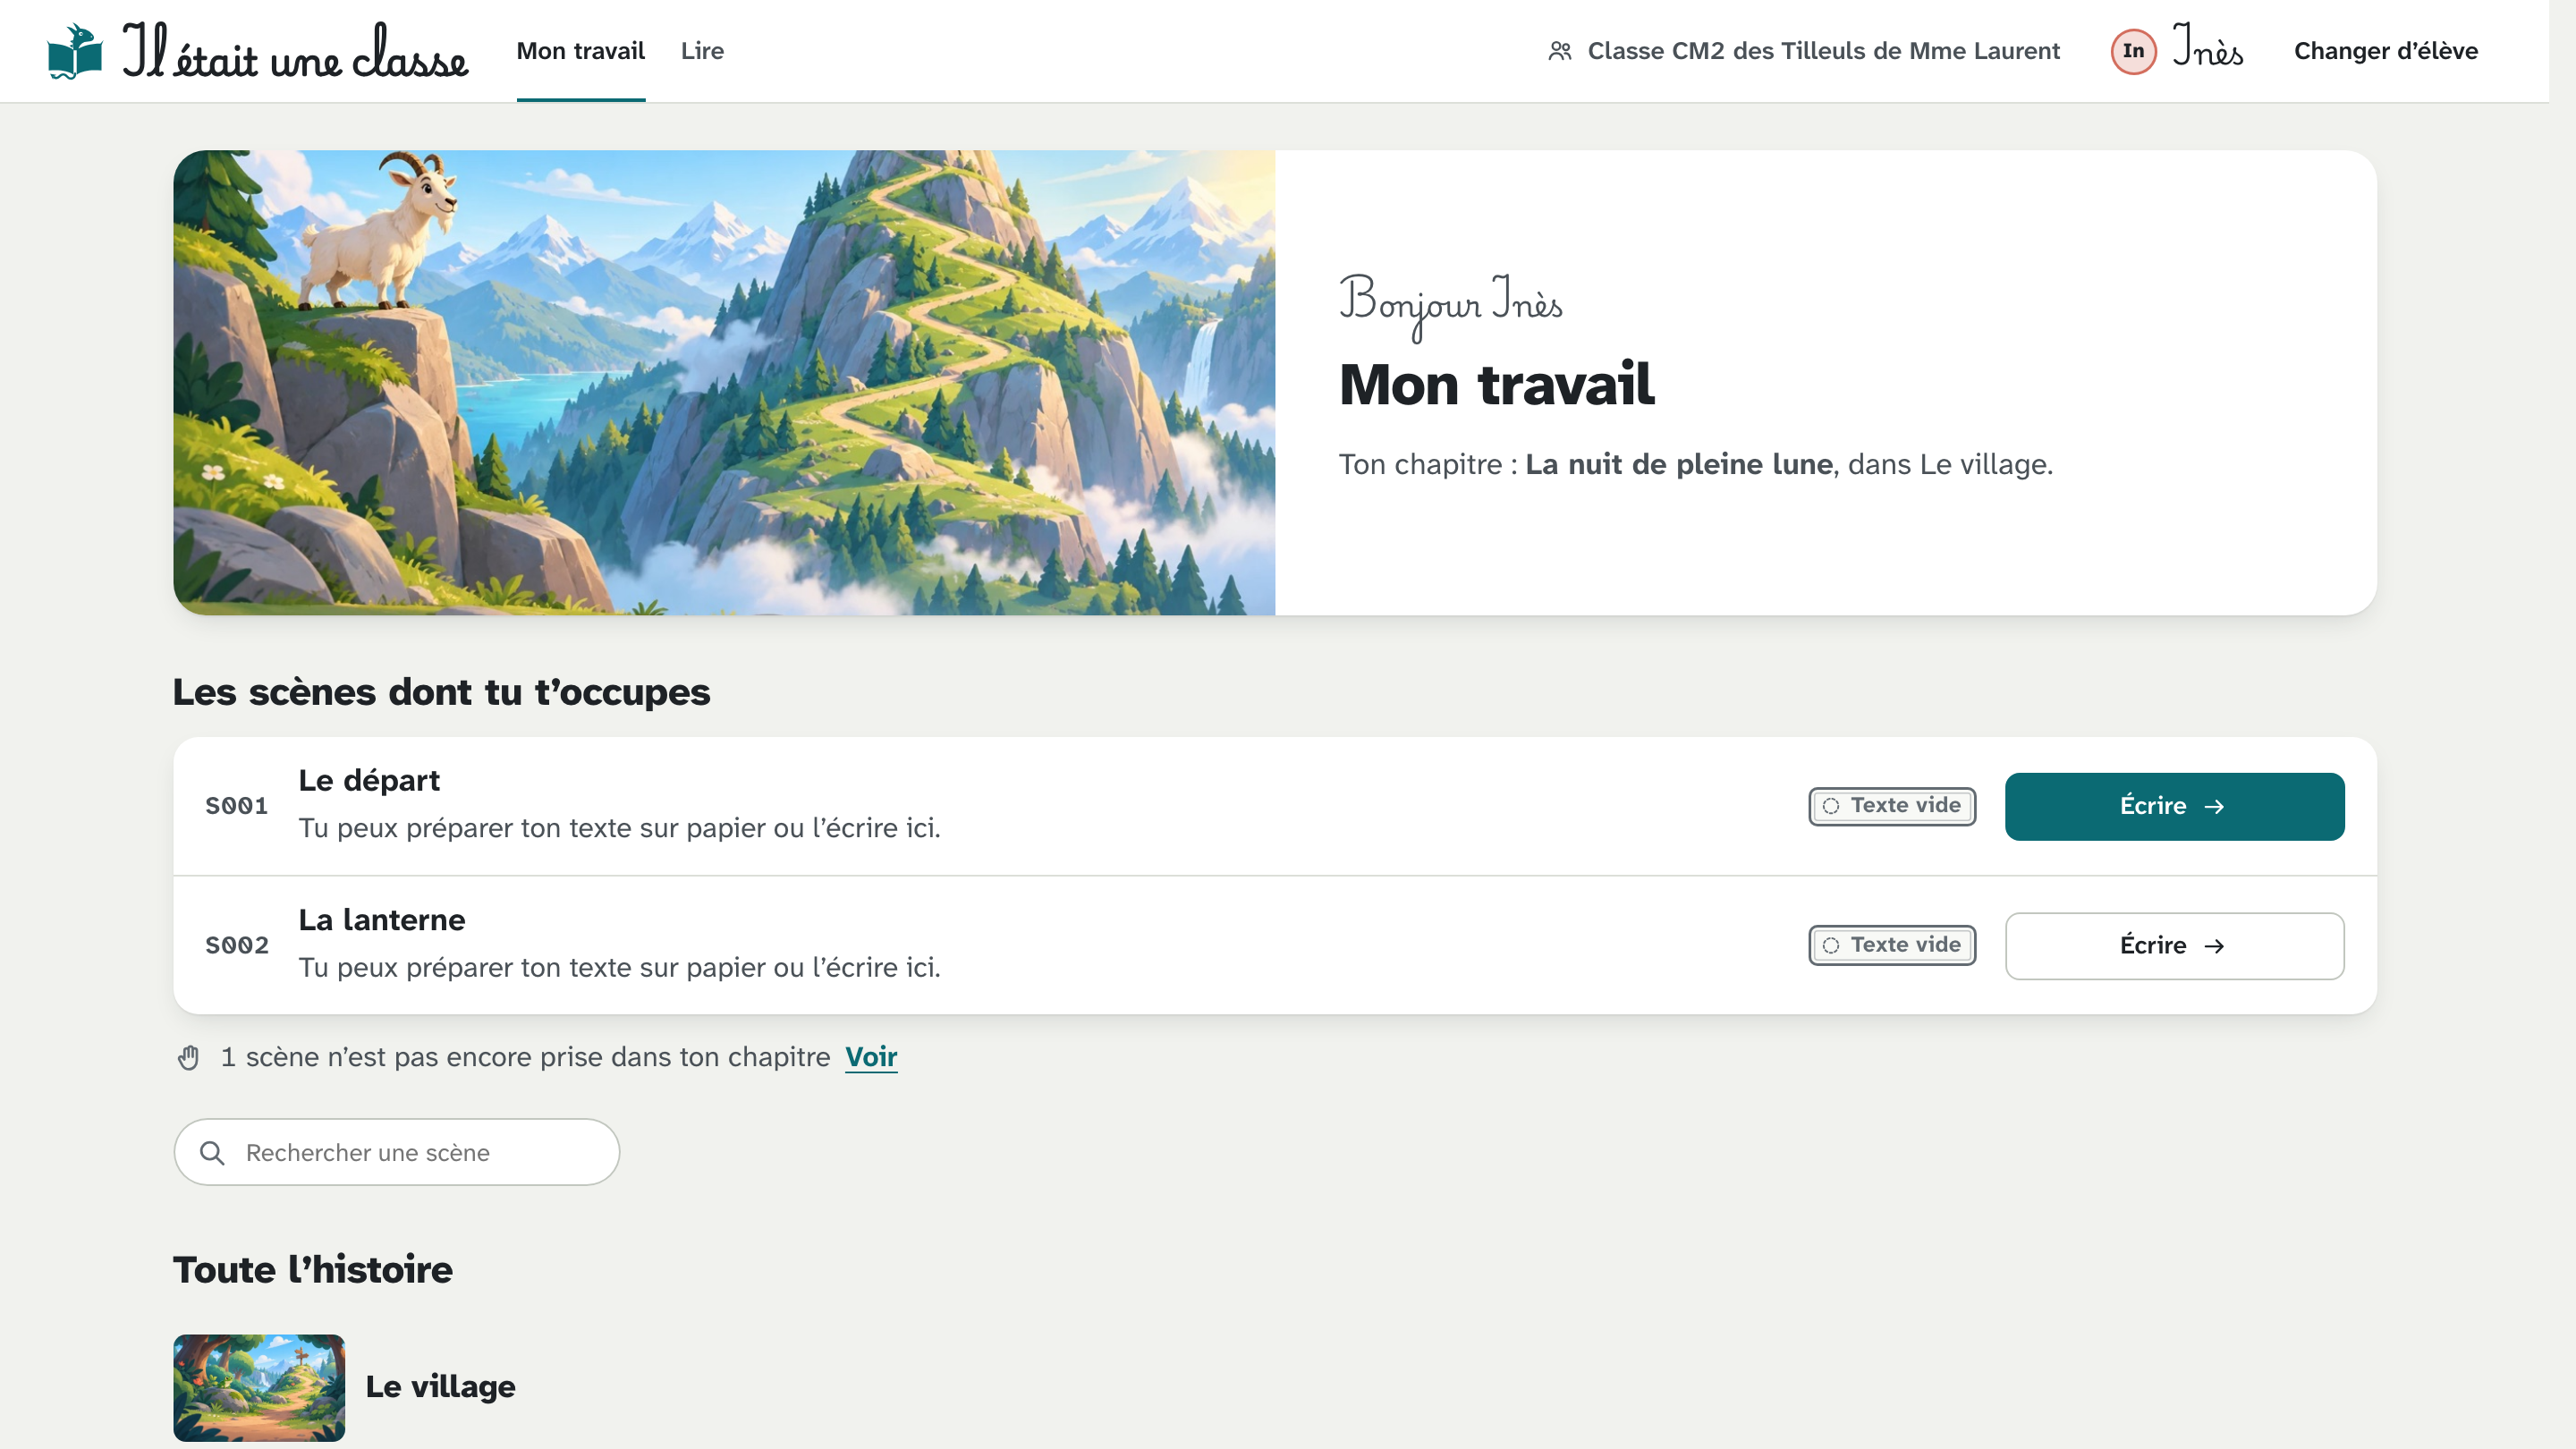 Il était une classe
Mon travail
Lire
Classe CM2 des Tilleuls de Mme Laurent
In
Inès
Changer d’élève
Bonjour Inès
Mon travail
Ton chapitre : La nuit de pleine lune, dans Le village.
Les scènes dont tu t’occupes
S001
Le départ
Tu peux préparer ton texte sur papier ou l’écrire ici.
Texte vide
Écrire →
S002
La lanterne
Tu peux préparer ton texte sur papier ou l’écrire ici.
Texte vide
Écrire →
1 scène n’est pas encore prise dans ton chapitre Voir
Rechercher une scène
Toute l’histoire
Le village